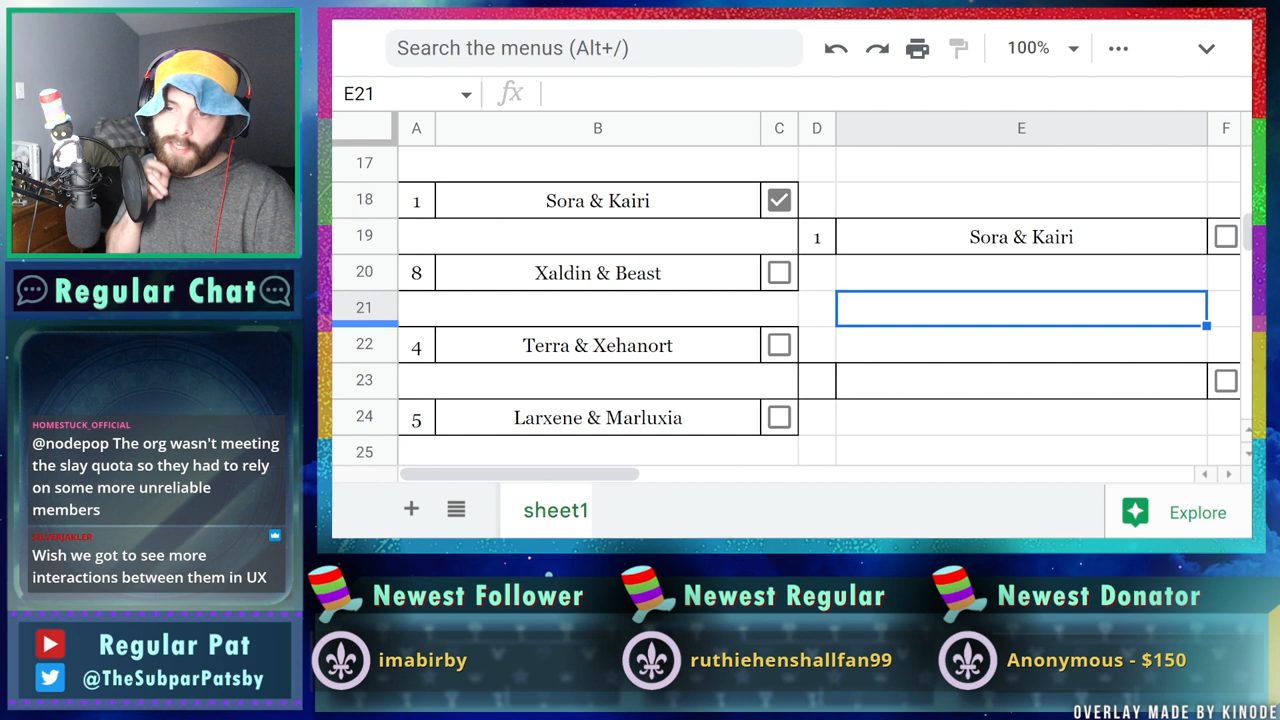 Search the menus (Alt+/)
100%
E21
fx
A B C D E F
17
18 1 Sora & Kairi
19 1 Sora & Kairi
20 8 Xaldin & Beast
21
22 4 Terra & Xehanort
23
24 5 Larxene & Marluxia
25
sheet1
Explore
Regular Chat
HOMESTUCK_OFFICIAL
@nodepop The org wasn't meeting
the slay quota so they had to rely
on some more unreliable
members
SILVERJAKLER
Wish we got to see more
interactions between them in UX
Regular Pat
@TheSubparPatsby
Newest Follower
imabirby
Newest Regular
ruthiehenshallfan99
Newest Donator
Anonymous - $150
OVERLAY MADE BY KINODE